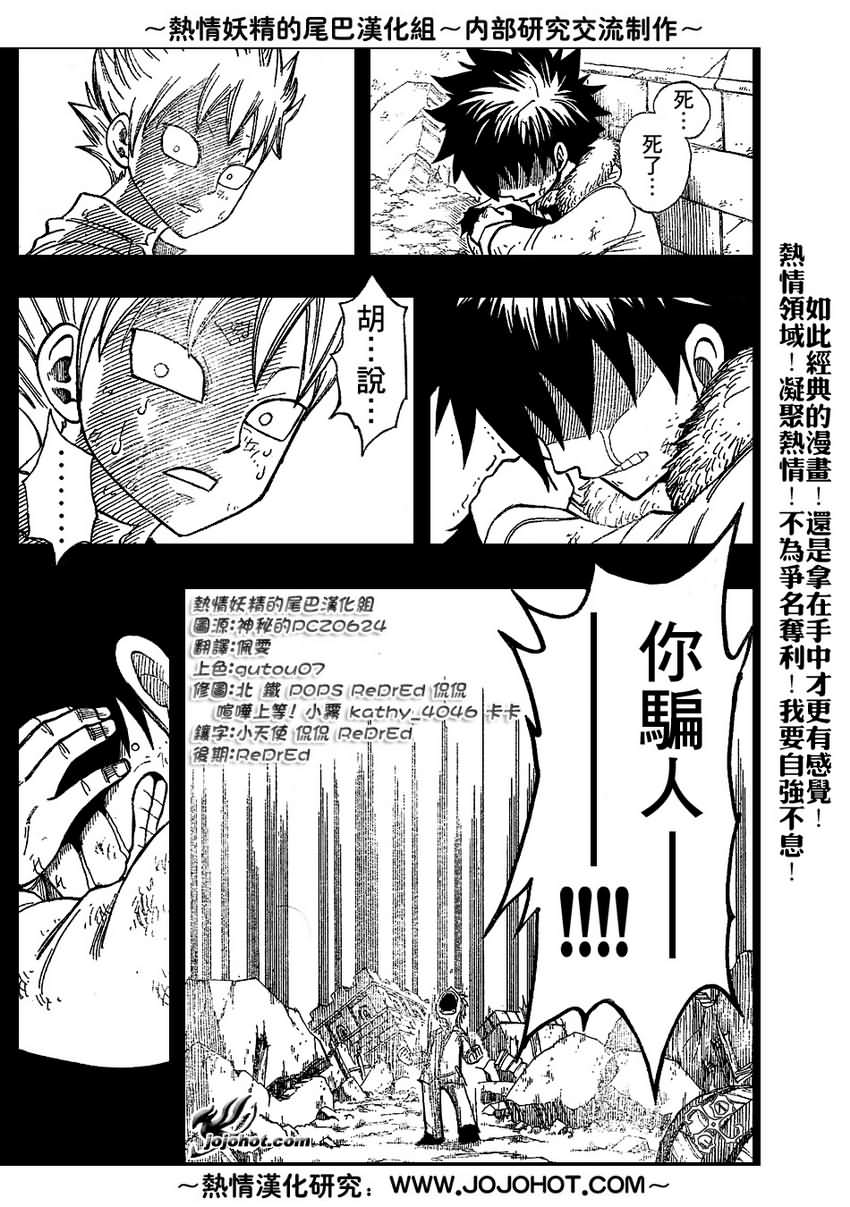 ～熱情妖精的尾巴漢化組～内部研究交流制作～
死…
死了…
胡…說…
……
你騙人——
——!!!!
熱情妖精的尾巴漢化組
圖源:神秘的PCZ0624
翻譯:佩雯
上色:gutou07
修圖:北 鐵 POPS ReDrEd 侃侃
喧嘩上等! 小霧 kathy_4046 卡卡
鑲字:小天使 侃侃 ReDrEd
後期:ReDrEd
如此經典的漫畫！還是拿在手中才更有感覺！
熱情領域！凝聚熱情！不為爭名奪利！我要自強不息！
jojohot.com
～熱情漢化研究：WWW.JOJOHOT.COM～